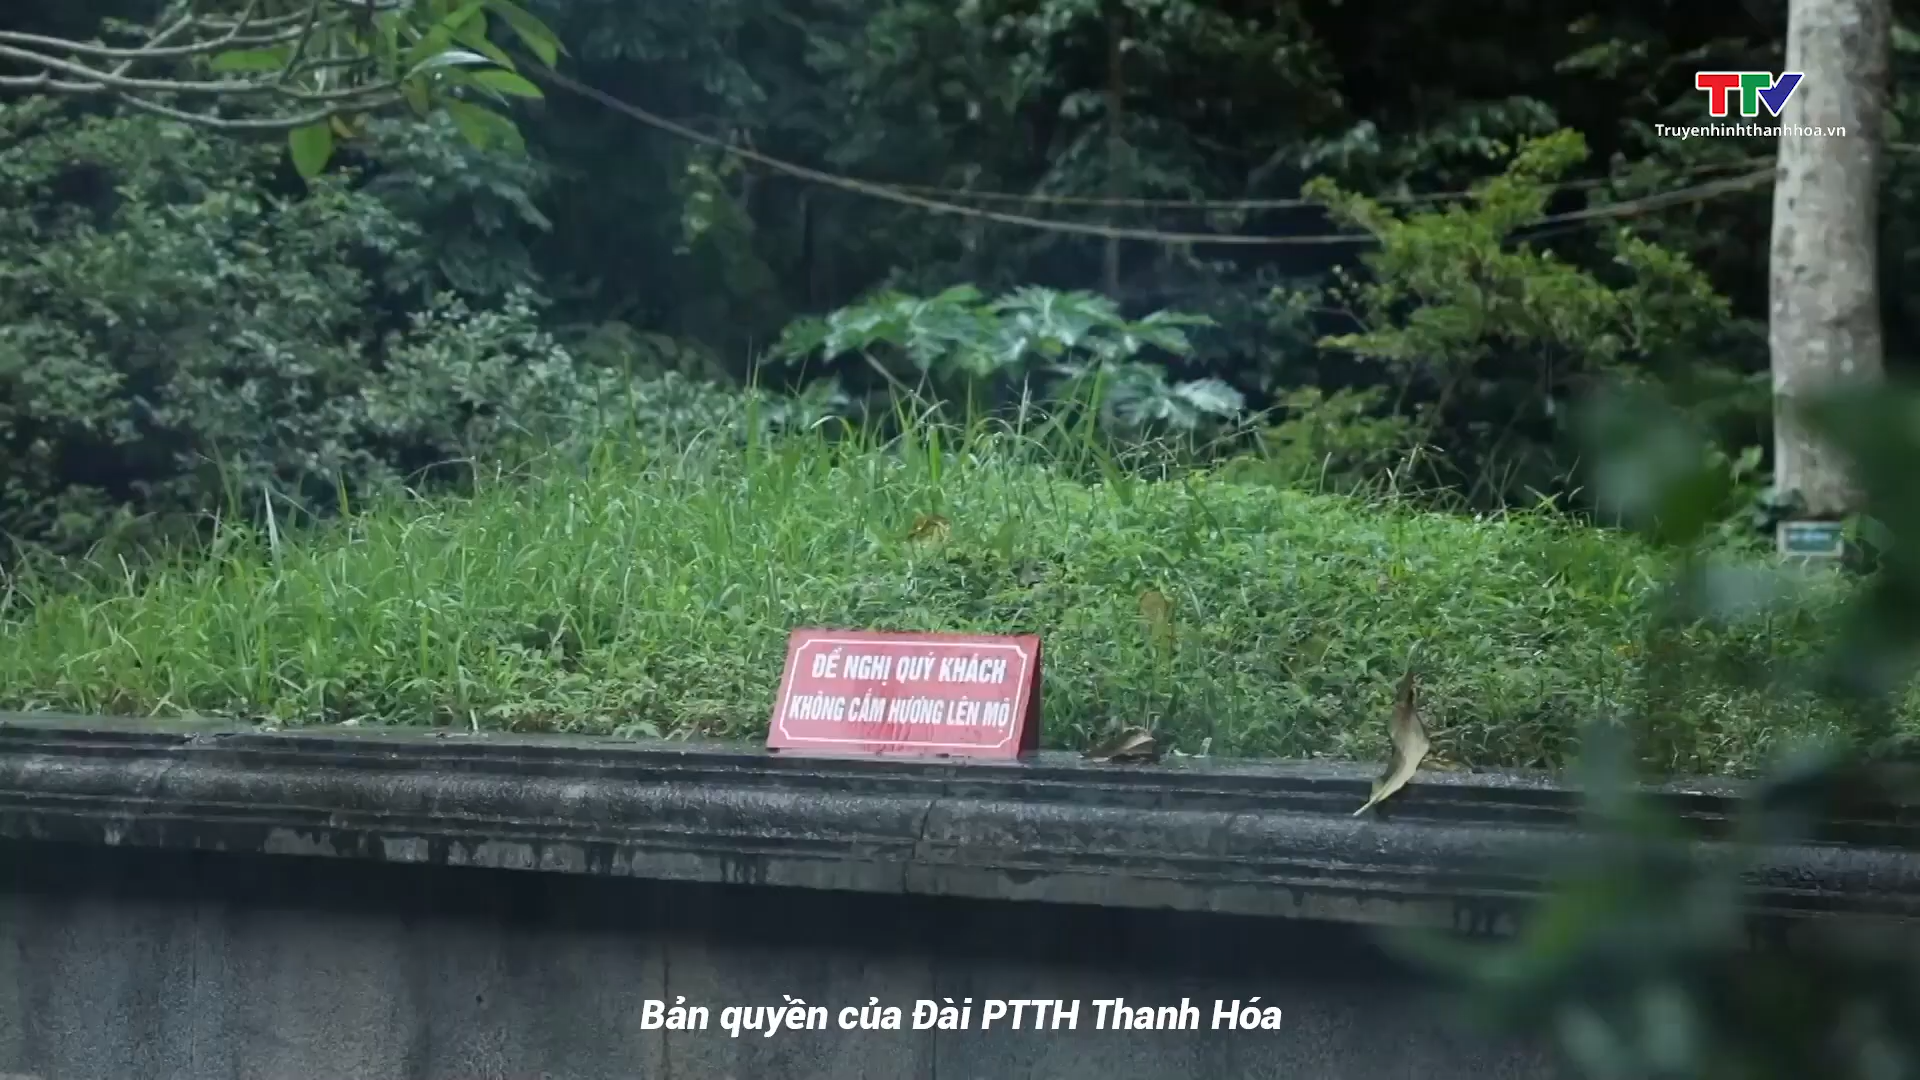 TTV
Truyenhinhthanhhoa.vn
ĐỀ NGHỊ QUÝ KHÁCH
KHÔNG CẮM HƯƠNG LÊN MỘ
Bản quyền của Đài PTTH Thanh Hóa